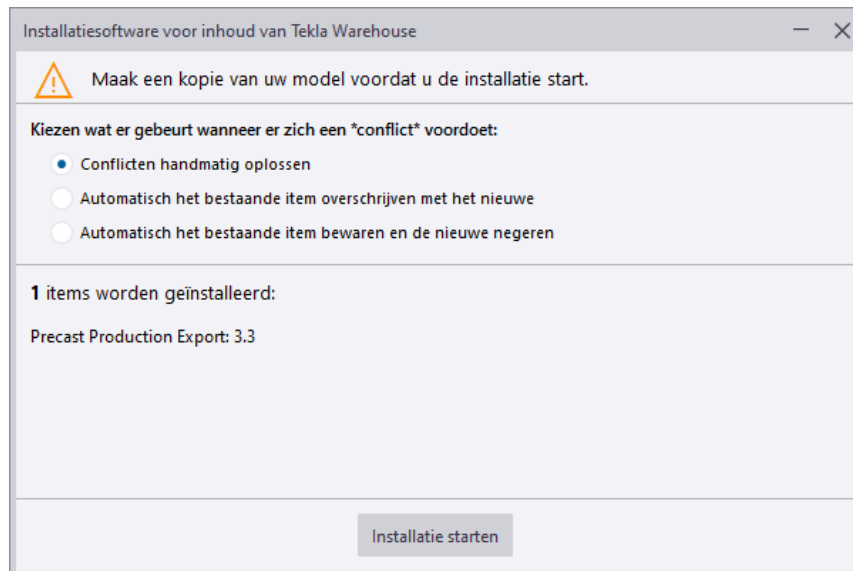 Installatiesoftware voor inhoud van Tekla Warehouse
Maak een kopie van uw model voordat u de installatie start.
Kiezen wat er gebeurt wanneer er zich een *conflict* voordoet:
Conflicten handmatig oplossen
Automatisch het bestaande item overschrijven met het nieuwe
Automatisch het bestaande item bewaren en de nieuwe negeren
1 items worden geïnstalleerd:
Precast Production Export: 3.3
Installatie starten